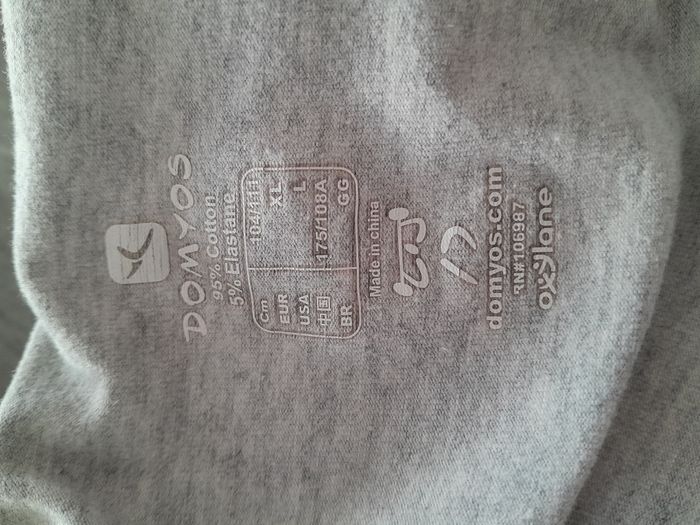 DOMYOS
95% Cotton
5% Elastane
Cm 104/111
EUR XL
USA L
中国 175/108A
BR GG
Made in china
domyos.com
RN#106987
oxylane